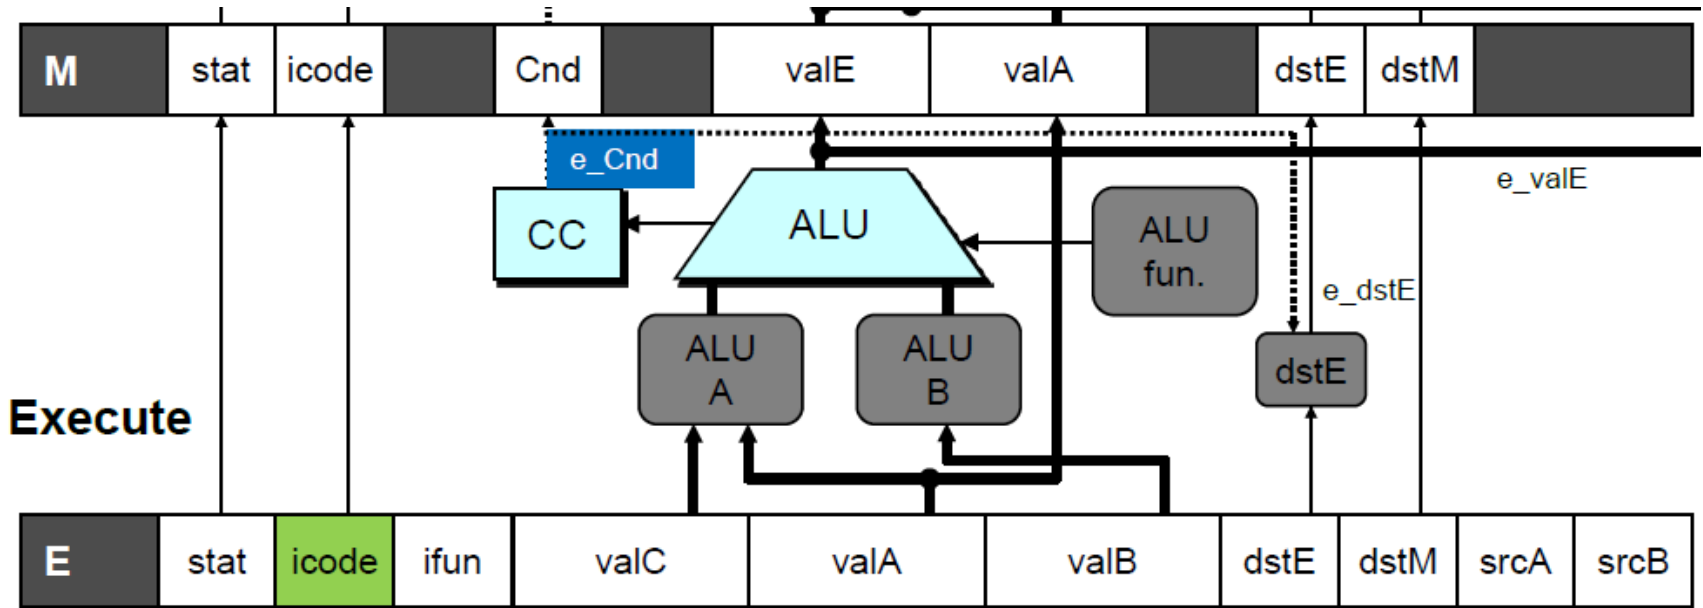 M
stat
icode
Cnd
valE
valA
dstE
dstM
e_Cnd
e_valE
CC
ALU
ALU
fun.
e_dstE
ALU
A
ALU
B
dstE
Execute
E
stat
icode
ifun
valC
valA
valB
dstE
dstM
srcA
srcB